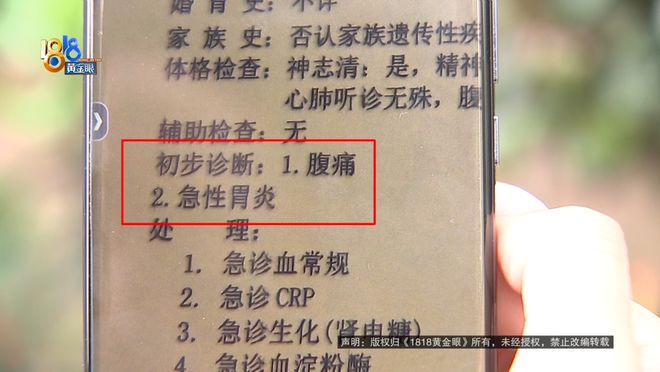 1818
黄金眼
婚育史：不详
家族史：否认家族遗传性疾
体格检查：神志清：是，精神
心肺听诊无殊，腹
辅助检查：无
初步诊断：1.腹痛
2.急性胃炎
处 理：
1. 急诊血常规
2. 急诊CRP
3. 急诊生化(肾电糖)
4 急诊血淀粉酶
声明：版权归《1818黄金眼》所有，未经授权，禁止改编转载